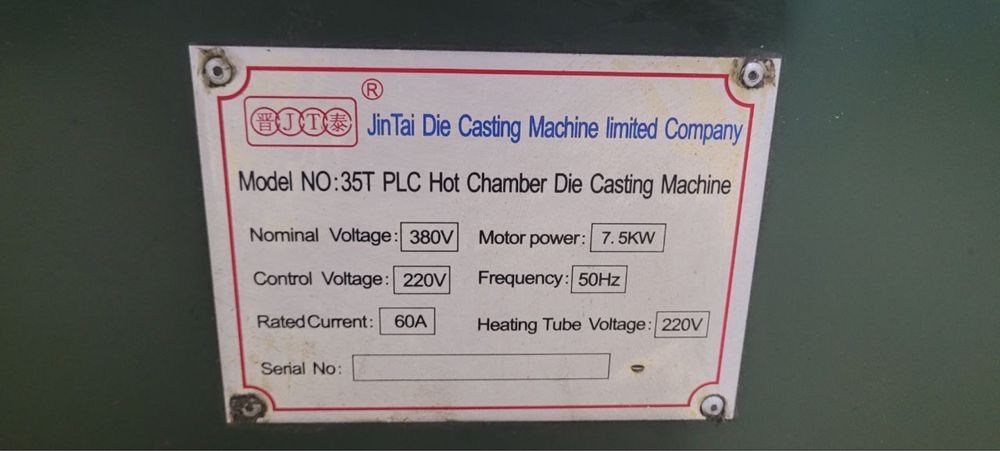 ®
晋JT泰 JinTai Die Casting Machine limited Company
Model NO:35T PLC Hot Chamber Die Casting Machine
Nominal Voltage: 380V Motor power: 7.5KW
Control Voltage: 220V Frequency: 50Hz
Rated Current: 60A Heating Tube Voltage: 220V
Serial No: